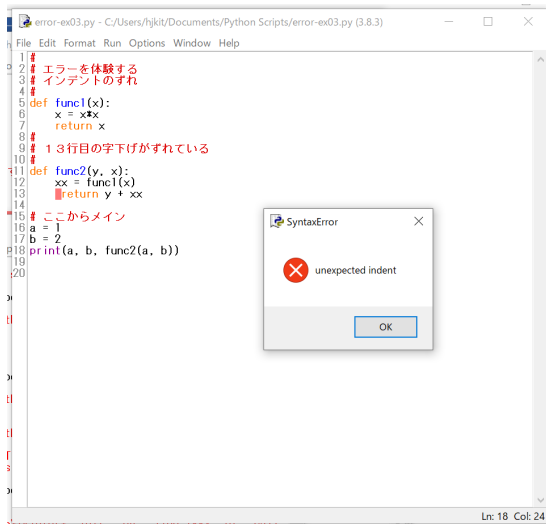 error-ex03.py - C:/Users/hjkit/Documents/Python Scripts/error-ex03.py (3.8.3)
File Edit Format Run Options Window Help
1 #
2 # エラーを体験する
3 # インデントのずれ
4 #
5 def func1(x):
6 x = x*x
7 return x
8 #
9 # １３行目の字下げがずれている
10 #
11 def func2(y, x):
12 xx = func1(x)
13 return y + xx
14
15 # ここからメイン
16 a = 1
17 b = 2
18 print(a, b, func2(a, b))
19
20
SyntaxError
unexpected indent
OK
Ln: 18 Col: 24